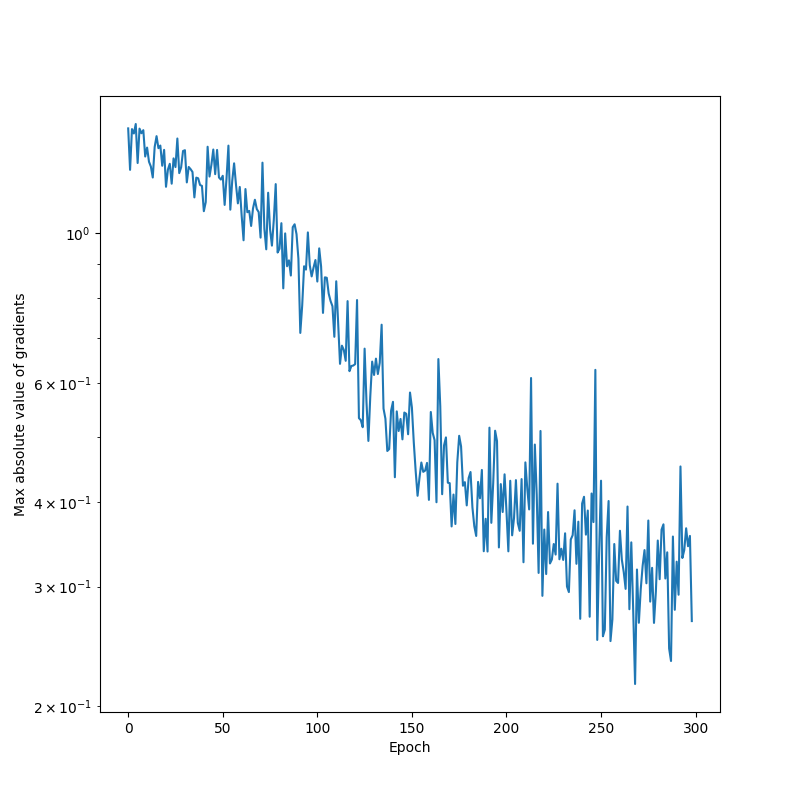 Max absolute value of gradients
10⁰
6 × 10⁻¹
4 × 10⁻¹
3 × 10⁻¹
2 × 10⁻¹
0 50 100 150 200 250 300
Epoch